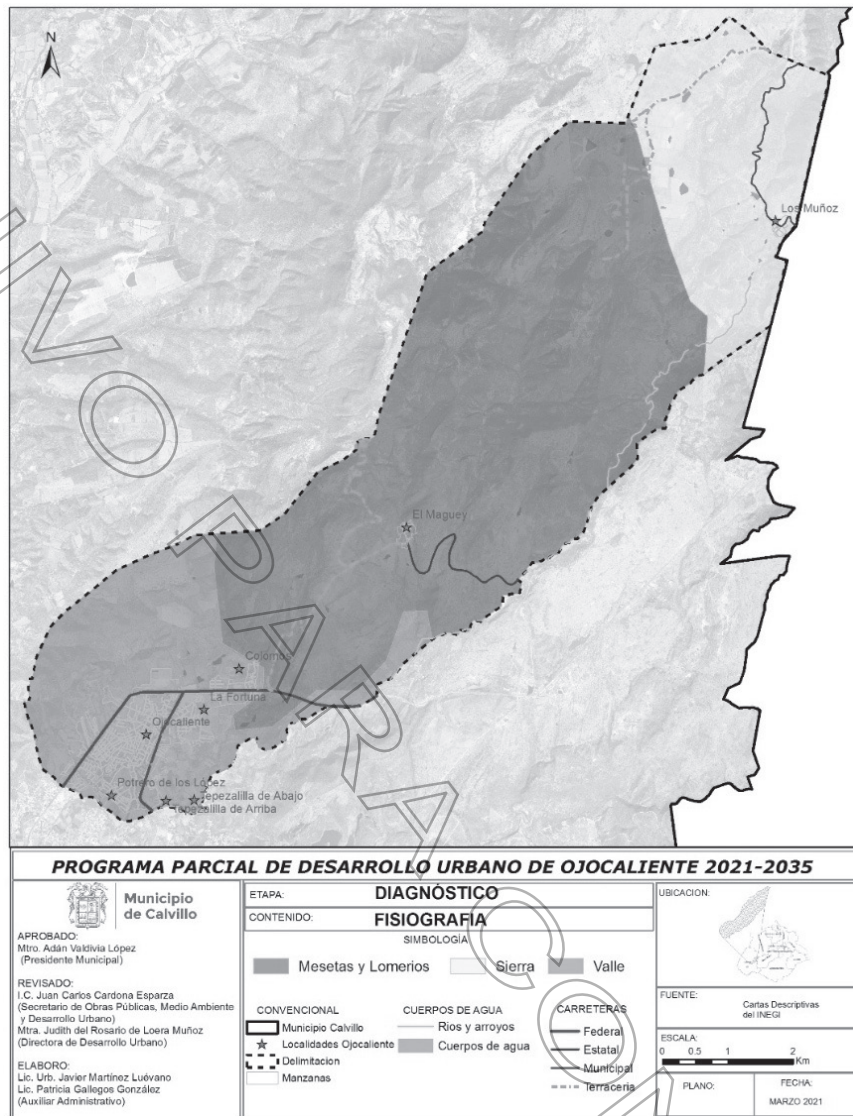 N
Los Muñoz
El Maguey
Colomos
La Fortuna
Ojocaliente
Potrero de los López
Tepezalilla de Abajo
Tepezalilla de Arriba
PARA CO
PROGRAMA PARCIAL DE DESARROLLO URBANO DE OJOCALIENTE 2021-2035
Municipio
de Calvillo
APROBADO:
Mtro. Adán Valdivia López
(Presidente Municipal)
REVISADO:
I.C. Juan Carlos Cardona Esparza
(Secretario de Obras Públicas, Medio Ambiente
y Desarrollo Urbano)
Mtra. Judith del Rosario de Loera Muñoz
(Directora de Desarrollo Urbano)
ELABORO:
Lic. Urb. Javier Martínez Luévano
Lic. Patricia Gallegos González
(Auxiliar Administrativo)
ETAPA:
DIAGNÓSTICO
CONTENIDO:
FISIOGRAFIA
SIMBOLOGÍA
Mesetas y Lomerios
Sierra
Valle
CONVENCIONAL
Municipio Calvillo
Localidades Ojocaliente
Delimitacion
Manzanas
CUERPOS DE AGUA
Rios y arroyos
Cuerpos de agua
CARRETERAS
Federal
Estatal
Municipal
Terraceria
UBICACION:
FUENTE:
Cartas Descriptivas
del INEGI
ESCALA:
0 0.5 1 2
Km
PLANO:
FECHA:
MARZO 2021